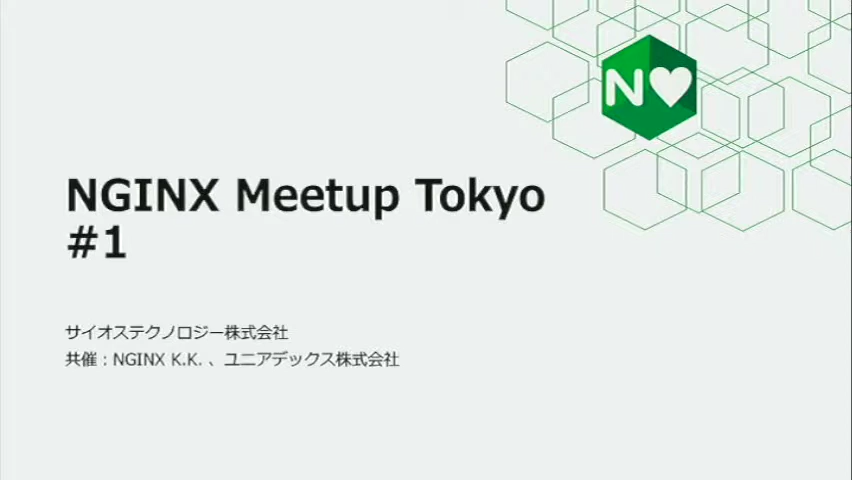 N♥
NGINX Meetup Tokyo
#1
サイオステクノロジー株式会社
共催：NGINX K.K. 、ユニアデックス株式会社